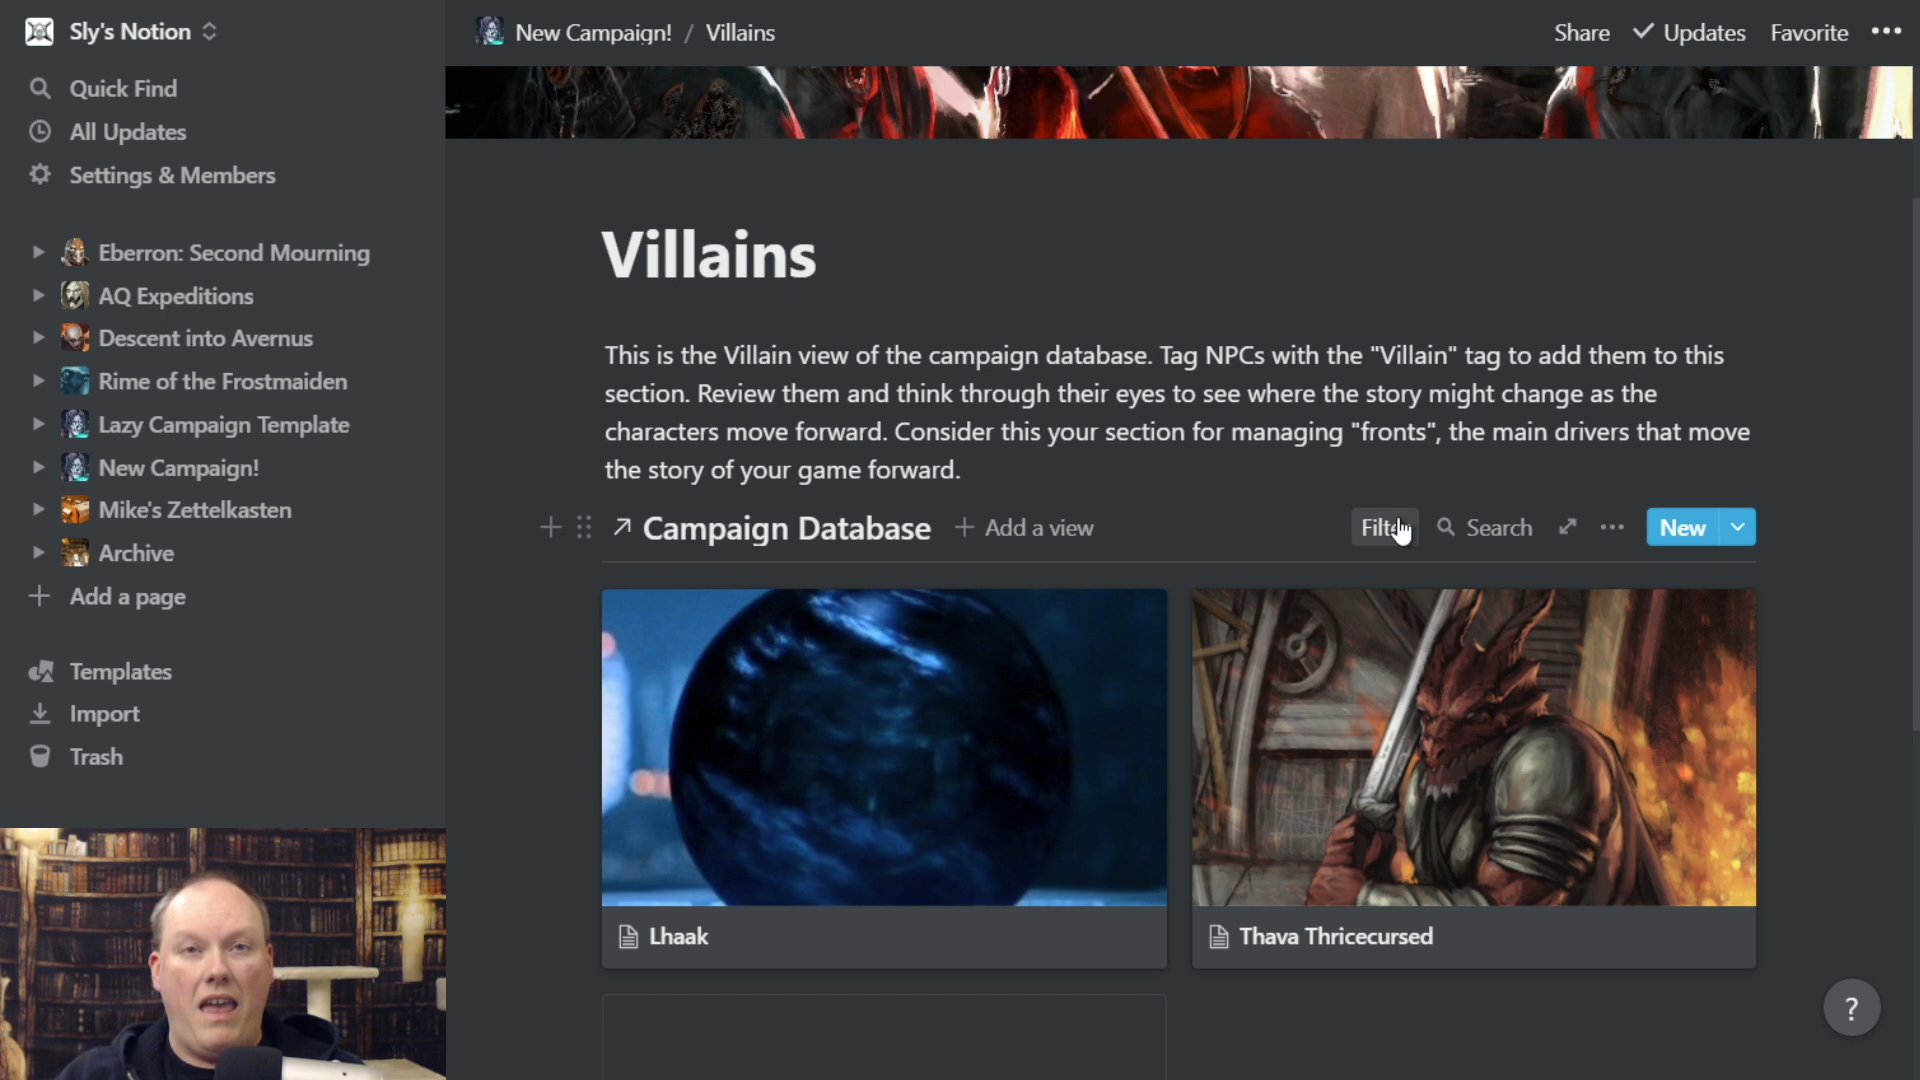 Sly's Notion
Quick Find
All Updates
Settings & Members
Eberron: Second Mourning
AQ Expeditions
Descent into Avernus
Rime of the Frostmaiden
Lazy Campaign Template
New Campaign!
Mike's Zettelkasten
Archive
Add a page
Templates
Import
Trash
New Campaign! / Villains
Share Updates Favorite
Villains
This is the Villain view of the campaign database. Tag NPCs with the "Villain" tag to add them to this
section. Review them and think through their eyes to see where the story might change as the
characters move forward. Consider this your section for managing "fronts", the main drivers that move
the story of your game forward.
Campaign Database Add a view Filter Search New
Lhaak
Thava Thricecursed
?